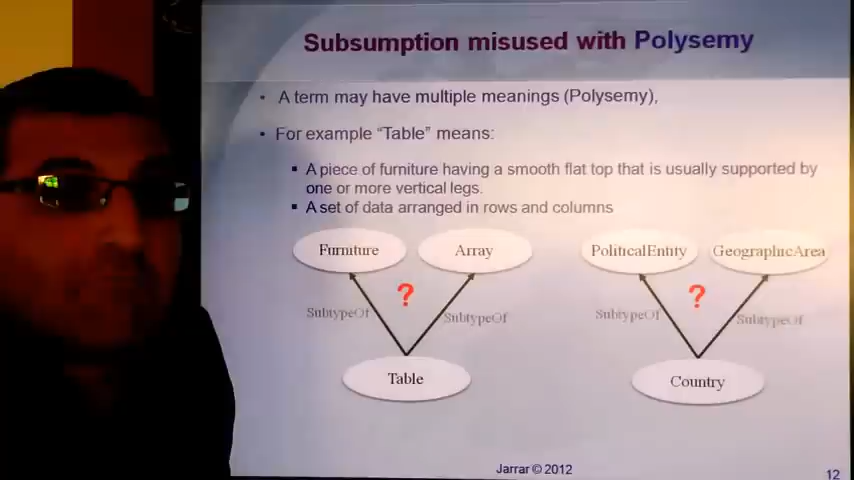 Subsumption misused with Polysemy
• A term may have multiple meanings (Polysemy),
• For example “Table” means:
▪ A piece of furniture having a smooth flat top that is usually supported by
one or more vertical legs.
▪ A set of data arranged in rows and columns
Furniture
Array
PoliticalEntity
GeographicArea
?
?
SubtypeOf
SubtypeOf
SubtypeOf
SubtypeOf
Table
Country
Jarrar © 2012
12